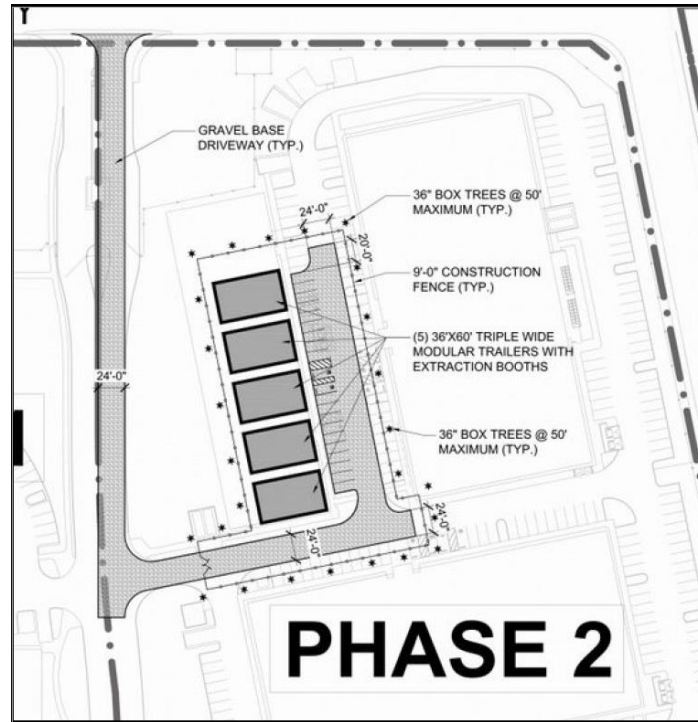 GRAVEL BASE
DRIVEWAY (TYP.)
24'-0"
36" BOX TREES @ 50'
MAXIMUM (TYP.)
20'-0"
9'-0" CONSTRUCTION
FENCE (TYP.)
(5) 36'X60' TRIPLE WIDE
MODULAR TRAILERS WITH
EXTRACTION BOOTHS
24'-0"
36" BOX TREES @ 50'
MAXIMUM (TYP.)
24'-0"
24'-0"
PHASE 2